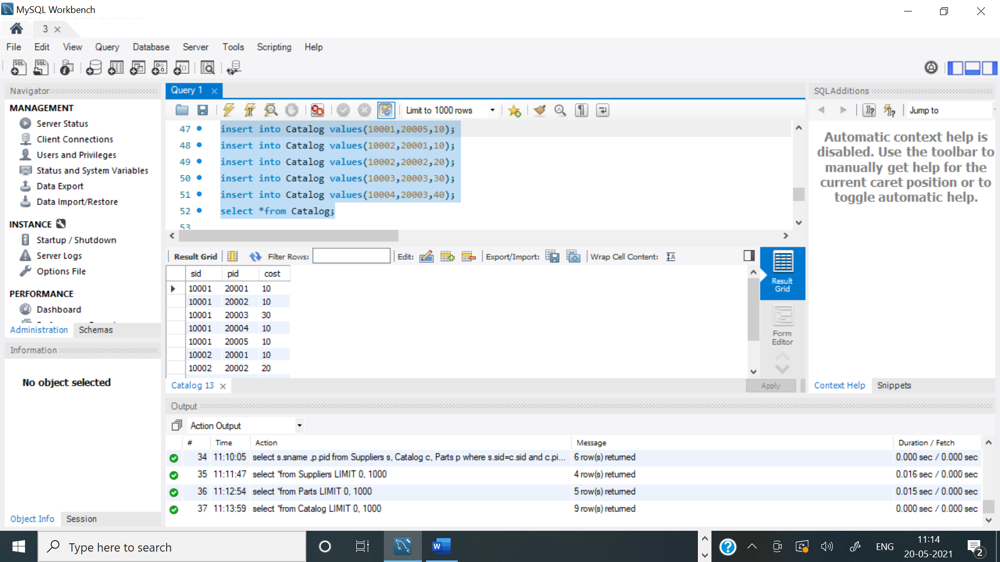 MySQL Workbench
3
File Edit View Query Database Server Tools Scripting Help
Navigator
MANAGEMENT
Server Status
Client Connections
Users and Privileges
Status and System Variables
Data Export
Data Import/Restore
INSTANCE
Startup / Shutdown
Server Logs
Options File
PERFORMANCE
Dashboard
Administration Schemas
Information
No object selected
Object Info Session
Query 1
Limit to 1000 rows
47 insert into Catalog values(10001,20005,10);
48 insert into Catalog values(10002,20001,10);
49 insert into Catalog values(10002,20002,20);
50 insert into Catalog values(10003,20003,30);
51 insert into Catalog values(10004,20003,40);
52 select *from Catalog;
53
Result Grid Filter Rows: Edit: Export/Import: Wrap Cell Content:
sid pid cost
10001 20001 10
10001 20002 10
10001 20003 30
10001 20004 10
10001 20005 10
10002 20001 10
10002 20002 20
Result
Grid
Form
Editor
Catalog 13
Apply
SQLAdditions
Jump to
Automatic context help is
disabled. Use the toolbar to
manually get help for the
current caret position or to
toggle automatic help.
Context Help Snippets
Output
Action Output
# Time Action Message Duration / Fetch
34 11:10:05 select s.sname ,p.pid from Suppliers s, Catalog c, Parts p where s.sid=c.sid and c.pi... 6 row(s) returned 0.000 sec / 0.000 sec
35 11:11:47 select *from Suppliers LIMIT 0, 1000 4 row(s) returned 0.016 sec / 0.000 sec
36 11:12:54 select *from Parts LIMIT 0, 1000 5 row(s) returned 0.015 sec / 0.000 sec
37 11:13:59 select *from Catalog LIMIT 0, 1000 9 row(s) returned 0.000 sec / 0.000 sec
Type here to search
ENG
11:14
20-05-2021
2